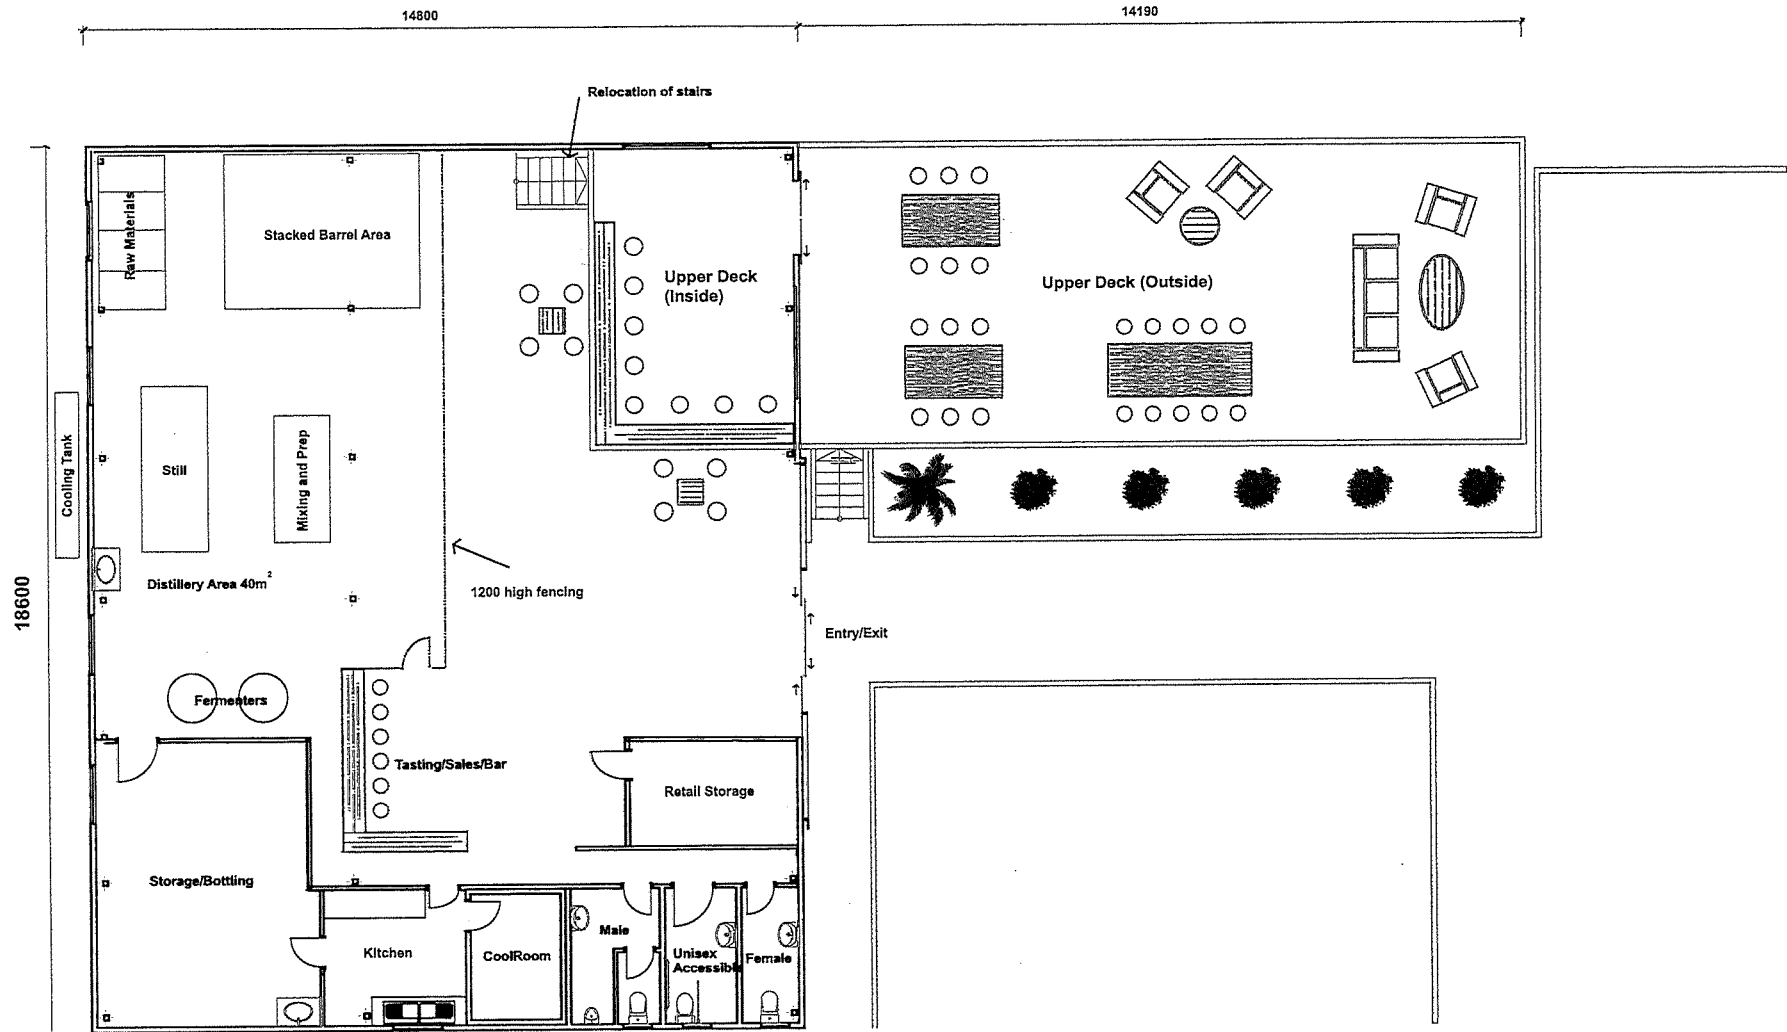 14800
14190
Relocation of stairs
Raw Materials
Stacked Barrel Area
Upper Deck
(Inside)
Upper Deck (Outside)
Cooling Tank
Still
Mixing and Prep
18600
Distillery Area 40m²
1200 high fencing
Entry/Exit
Fermenters
Tasting/Sales/Bar
Retail Storage
Storage/Bottling
Kitchen
CoolRoom
Male
Unisex
Accessible
Female